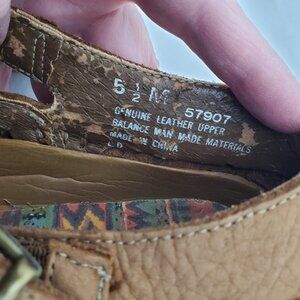 5 1/2 M 57907
GENUINE LEATHER UPPER
BALANCE MAN MADE MATERIALS
MADE IN CHINA